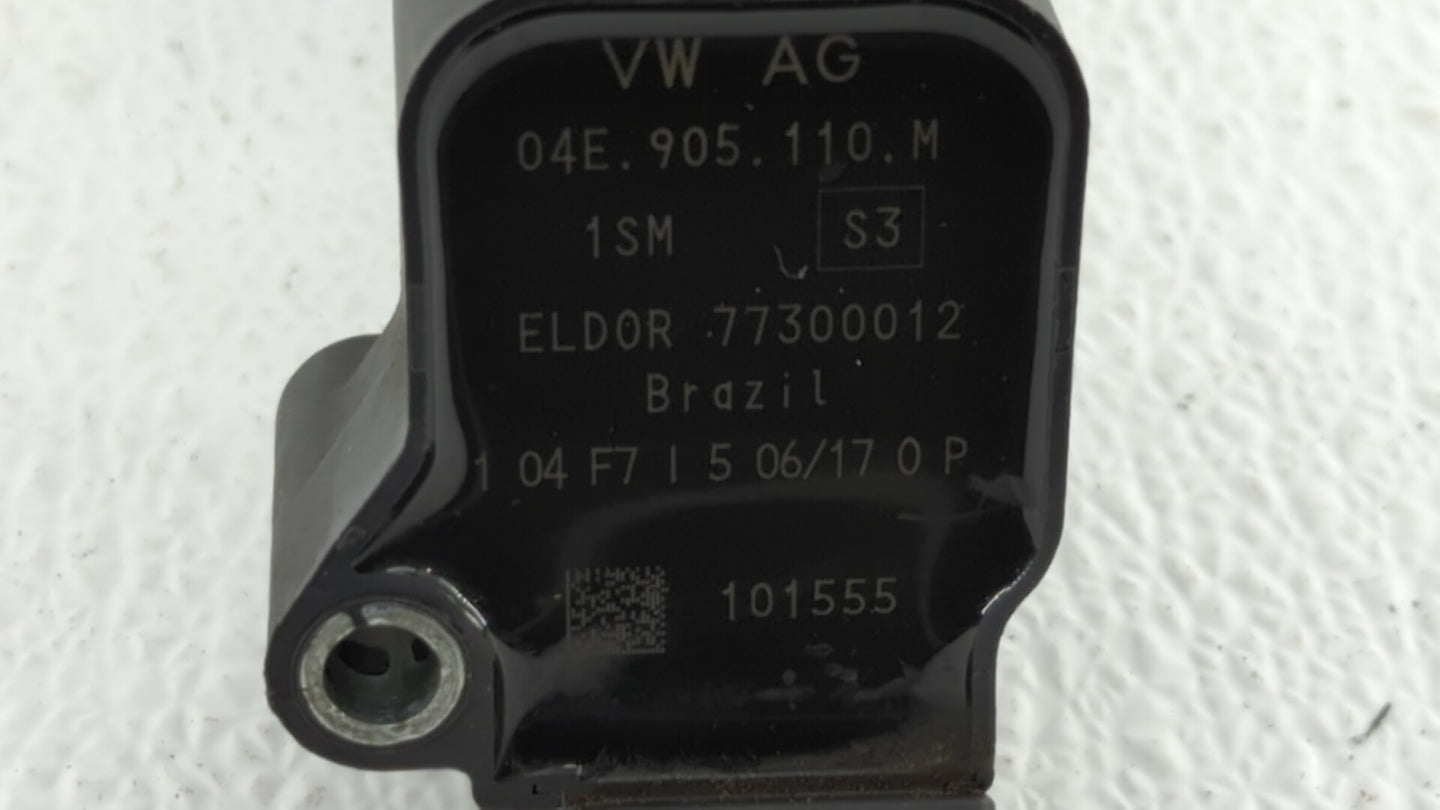 VW AG
04E.905.110.M
1SM S3
ELDOR 77300012
Brazil
1 04 F7 I 5 06/17 0 P
101555